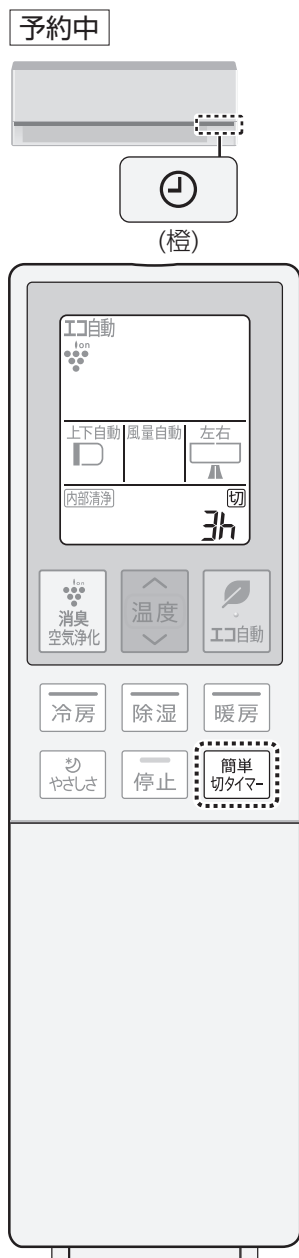 予約中
(橙)
エコ自動
Ion
上下自動 風量自動 左右
内部清浄 切
3h
Ion
消臭
空気浄化
温度
エコ自動
冷房 除湿 暖房
やさしさ
停止
簡単
切タイマー